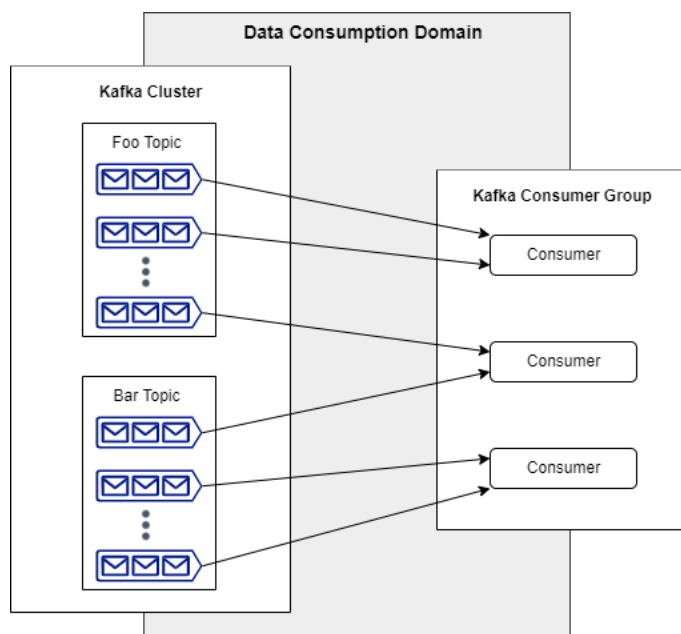 Data Consumption Domain
Kafka Cluster
Foo Topic
Bar Topic
Kafka Consumer Group
Consumer
Consumer
Consumer